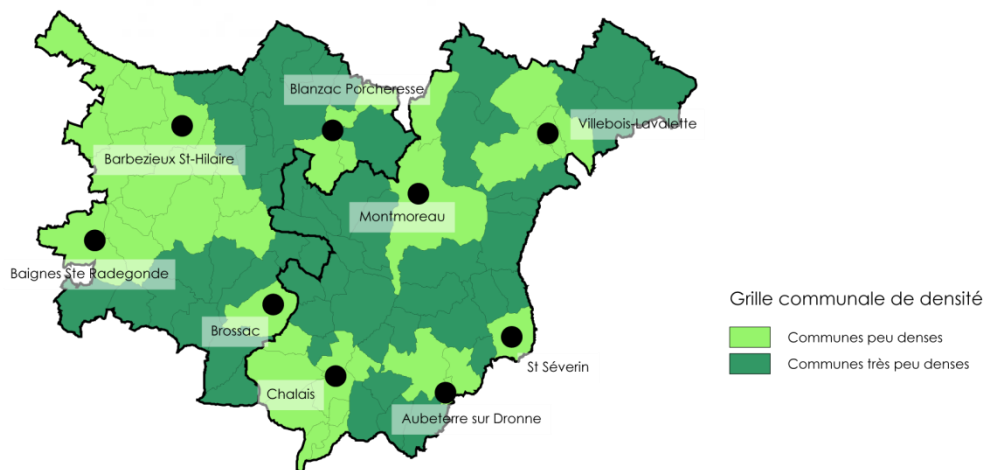 Blanzac Porcheresse
Villebois-Lavalette
Barbezieux St-Hilaire
Montmoreau
Baignes Ste Radegonde
Brossac
St Séverin
Chalais
Aubeterre sur Dronne
Grille communale de densité
Communes peu denses
Communes très peu denses